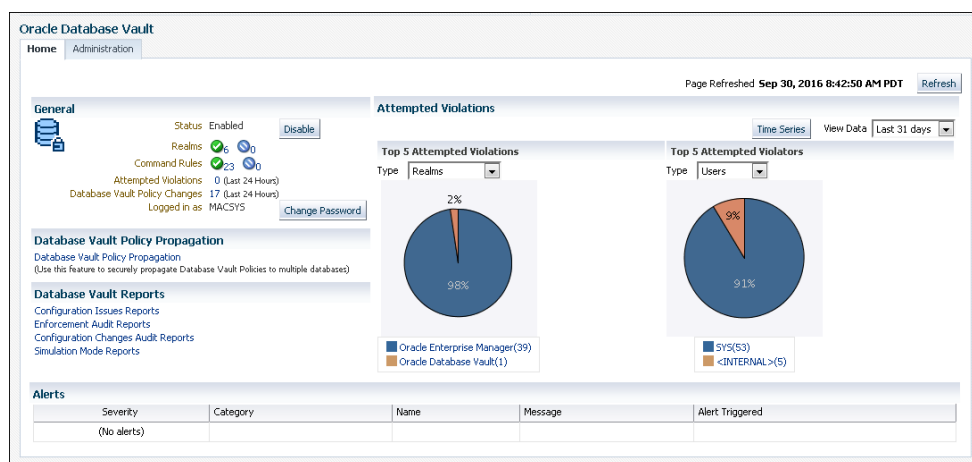 Oracle Database Vault
Home Administration
Page Refreshed Sep 30, 2016 8:42:50 AM PDT Refresh
General
Status Enabled Disable
Realms 6 0
Command Rules 23 0
Attempted Violations 0 (Last 24 Hours)
Database Vault Policy Changes 17 (Last 24 Hours)
Logged in as MACSYS Change Password
Database Vault Policy Propagation
Database Vault Policy Propagation
(Use this feature to securely propagate Database Vault Policies to multiple databases)
Database Vault Reports
Configuration Issues Reports
Enforcement Audit Reports
Configuration Changes Audit Reports
Simulation Mode Reports
Attempted Violations
Time Series View Data Last 31 days
Top 5 Attempted Violations
Type Realms
2%
98%
Oracle Enterprise Manager(39)
Oracle Database Vault(1)
Top 5 Attempted Violators
Type Users
9%
91%
SYS(53)
<INTERNAL>(5)
Alerts
Severity Category Name Message Alert Triggered
(No alerts)